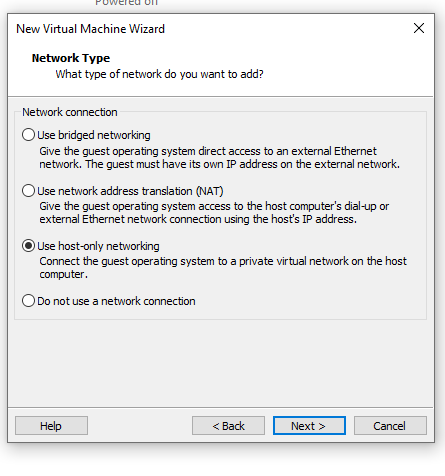 Powered on
New Virtual Machine Wizard
Network Type
What type of network do you want to add?
Network connection
Use bridged networking
Give the guest operating system direct access to an external Ethernet
network. The guest must have its own IP address on the external network.
Use network address translation (NAT)
Give the guest operating system access to the host computer's dial-up or
external Ethernet network connection using the host's IP address.
Use host-only networking
Connect the guest operating system to a private virtual network on the host
computer.
Do not use a network connection
Help
< Back
Next >
Cancel